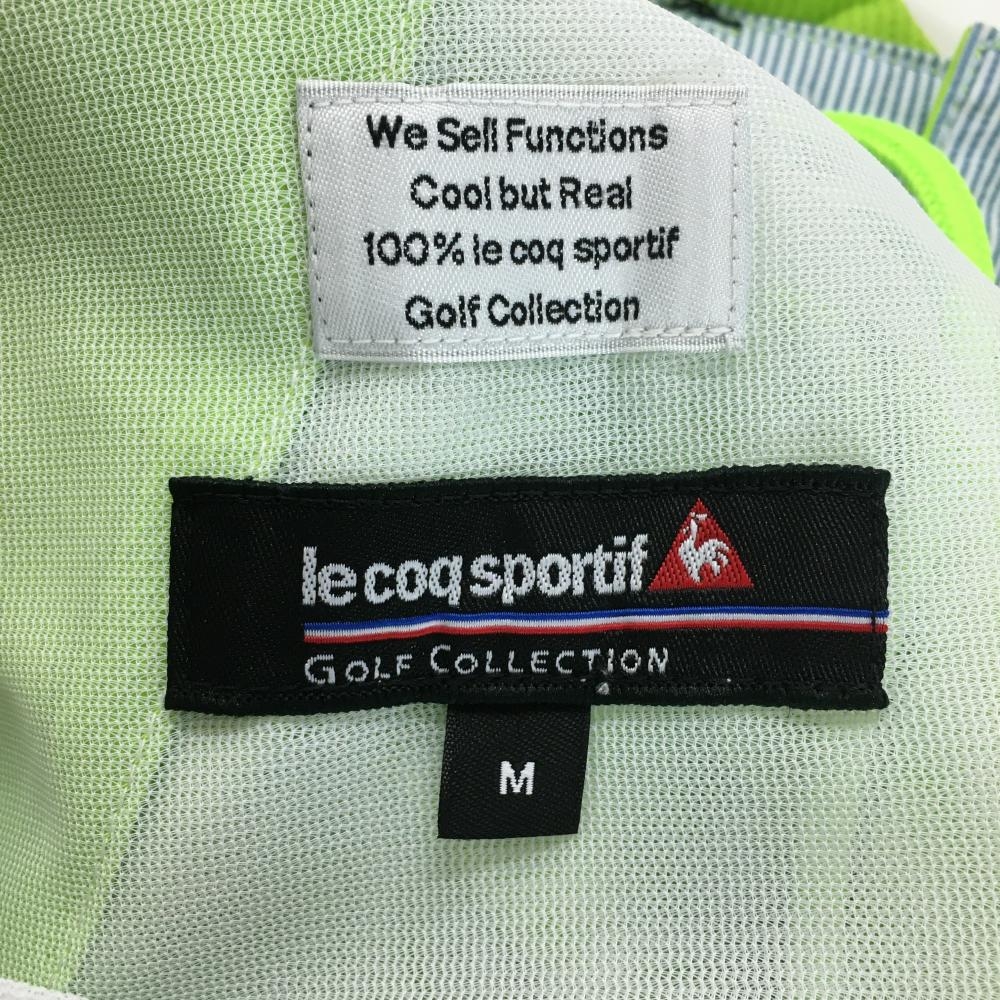 We Sell Functions
Cool but Real
100% le coq sportif
Golf Collection
le coq sportif
GOLF COLLECTION
M